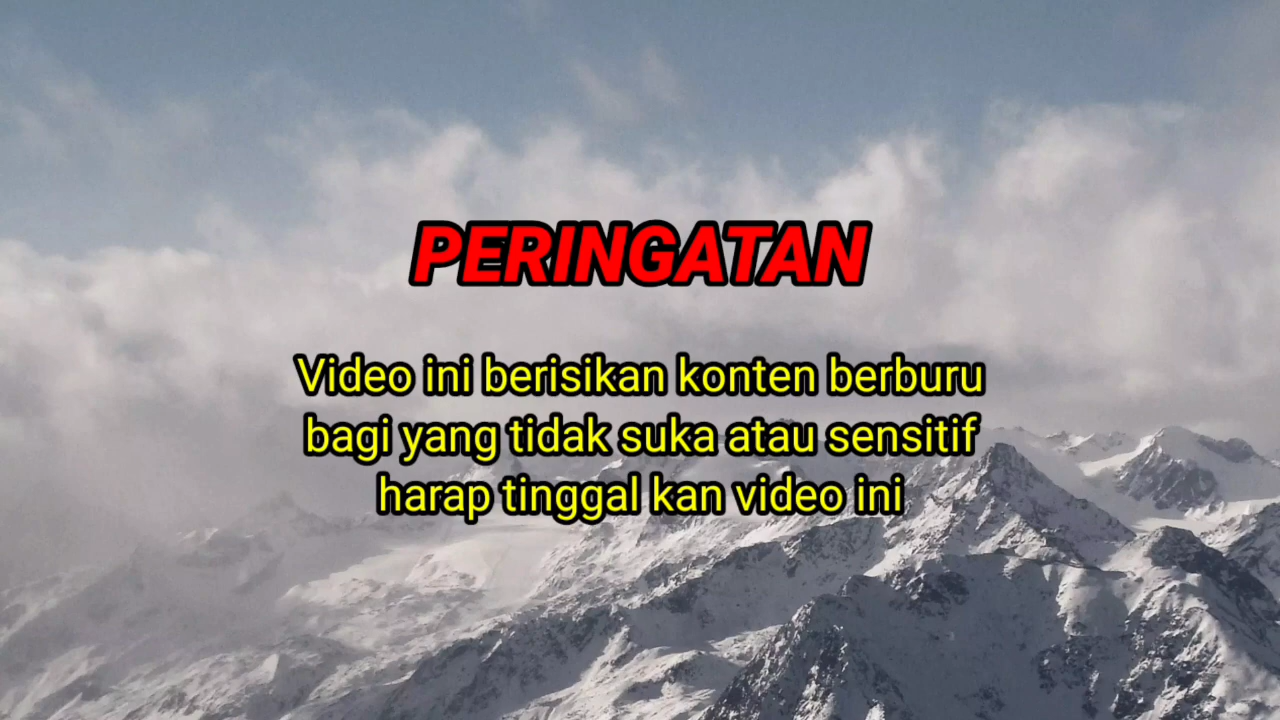 PERINGATAN
Video ini berisikan konten berburu
bagi yang tidak suka atau sensitif
harap tinggal kan video ini